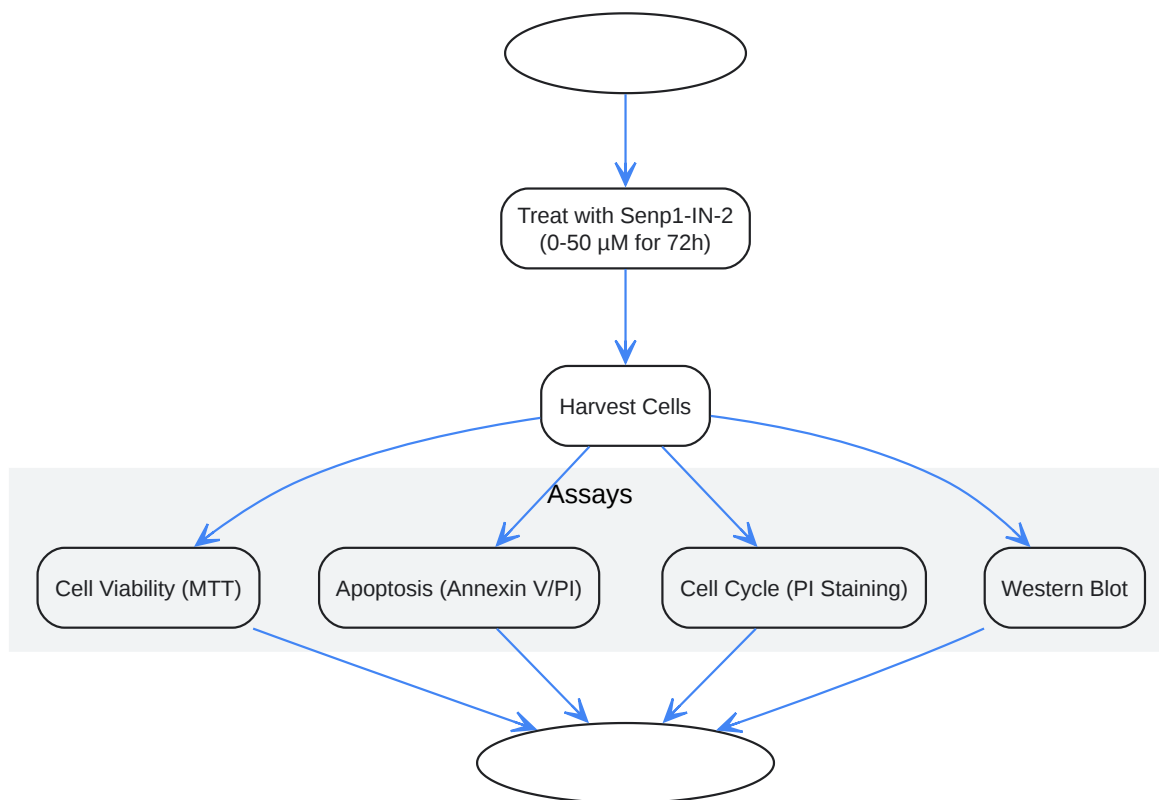 Treat with Senp1-IN-2
(0-50 µM for 72h)
Harvest Cells
Assays
Cell Viability (MTT)
Apoptosis (Annexin V/PI)
Cell Cycle (PI Staining)
Western Blot